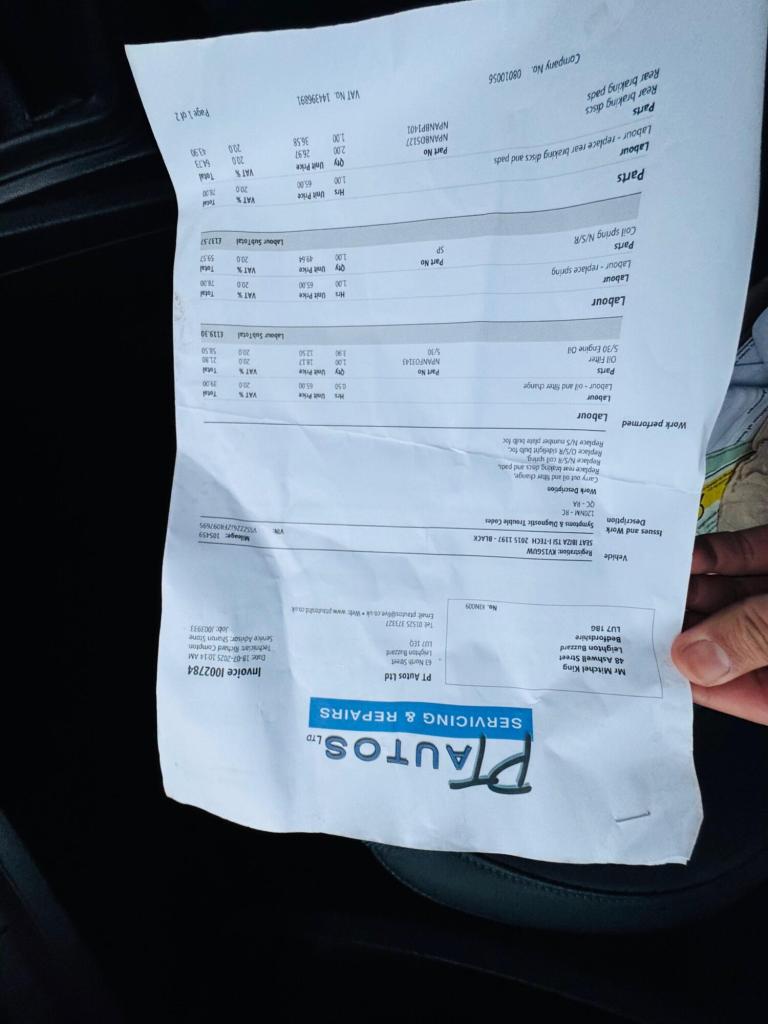 PT AUTOS LTD
SERVICING & REPAIRS
Mr Mitchel King
48 Ashwell Street
Leighton Buzzard
Bedfordshire
LU7 1BG
No. KIN009
PT Autos Ltd
63 North Street
Leighton Buzzard
LU7 1EQ
Tel: 01525 373327
Email: ptautos@live.co.uk • Web: www.ptautosltd.co.uk
Invoice I002784
Date: 18-07-2025 10:14 AM
Technician: Richard Compton
Service Advisor: Sharon Stone
Job: J003933
Vehicle
Registration: KV15GUW VIN: Mileage: 105459
SEAT IBIZA TSI I-TECH 2015 1197 - BLACK
Issues and Work Description
Symptoms & Diagnostic Trouble Codes
120NM - RC
QC - RA
Work Description
Carry out oil and filter change,
Replace rear braking discs and pads,
Replace N/S/R coil spring,
Replace O/S/R sidelight bulb foc,
Replace N/S number plate bulb foc
Work performed
Labour
Labour Hrs Unit Price VAT % Total
Labour - oil and filter change 0.50 65.00 20.0 39.00
Parts Part No Qty Unit Price VAT % Total
Oil Filter NPANFO3143 1.00 18.17 20.0 21.80
5/30 Engine Oil 5/30 3.90 12.50 20.0 58.50
Labour SubTotal £119.30
Labour
Labour Hrs Unit Price VAT % Total
Labour - replace spring 1.00 65.00 20.0 78.00
Parts Part No Qty Unit Price VAT % Total
Coil spring N/S/R SP 1.00 49.64 20.0 59.57
Labour SubTotal £137.57
Parts
Labour Hrs Unit Price VAT % Total
Labour - replace rear braking discs and pads 1.00 65.00 20.0 78.00
Parts Part No Qty Unit Price VAT % Total
Rear braking discs NPANBD5127 2.00 26.97 20.0 64.73
Rear braking pads NPANBP1401 1.00 36.58 20.0 43.90
Company No. 08010056 VAT No. 144396891 Page 1 of 2